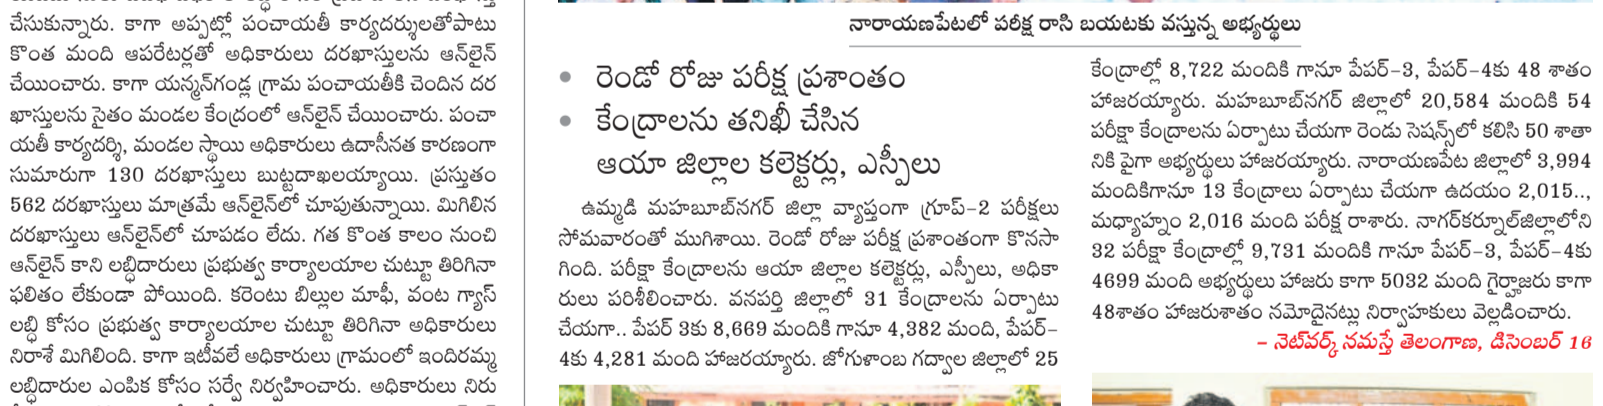 చేసుకున్నారు. కాగా అప్పట్లో పంచాయతీ కార్యదర్శులతోపాటు
కొంత మంది ఆపరేటర్లతో అధికారులు దరఖాస్తులను ఆన్‌లైన్
చేయించారు. కాగా యన్మన్‌గండ్ల గ్రామ పంచాయతీకి చెందిన దర
ఖాస్తులను సైతం మండల కేంద్రంలో ఆన్‌లైన్ చేయించారు. పంచా
యతీ కార్యదర్శి, మండల స్థాయి అధికారులు ఉదాసీనత కారణంగా
సుమారుగా 130 దరఖాస్తులు బుట్టదాఖలయ్యాయి. ప్రస్తుతం
562 దరఖాస్తులు మాత్రమే ఆన్‌లైన్‌లో చూపుతున్నాయి. మిగిలిన
దరఖాస్తులు ఆన్‌లైన్‌లో చూపడం లేదు. గత కొంత కాలం నుంచి
ఆన్‌లైన్ కాని లబ్ధిదారులు ప్రభుత్వ కార్యాలయాల చుట్టూ తిరిగినా
ఫలితం లేకుండా పోయింది. కరెంటు బిల్లుల మాఫీ, వంట గ్యాస్
లబ్ధి కోసం ప్రభుత్వ కార్యాలయాల చుట్టూ తిరిగినా అధికారులు
నిరాశే మిగిలింది. కాగా ఇటీవలే అధికారులు గ్రామంలో ఇందిరమ్మ
లబ్ధిదారుల ఎంపిక కోసం సర్వే నిర్వహించారు. అధికారులు నిరు
నారాయణపేటలో పరీక్ష రాసి బయటకు వస్తున్న అభ్యర్థులు
• రెండో రోజు పరీక్ష ప్రశాంతం
• కేంద్రాలను తనిఖీ చేసిన
ఆయా జిల్లాల కలెక్టర్లు, ఎస్పీలు
ఉమ్మడి మహబూబ్‌నగర్ జిల్లా వ్యాప్తంగా గ్రూప్-2 పరీక్షలు
సోమవారంతో ముగిశాయి. రెండో రోజు పరీక్ష ప్రశాంతంగా కొనసా
గింది. పరీక్షా కేంద్రాలను ఆయా జిల్లాల కలెక్టర్లు, ఎస్పీలు, అధికా
రులు పరిశీలించారు. వనపర్తి జిల్లాలో 31 కేంద్రాలను ఏర్పాటు
చేయగా.. పేపర్ 3కు 8,669 మందికి గానూ 4,382 మంది, పేపర్-
4కు 4,281 మంది హాజరయ్యారు. జోగుళాంబ గద్వాల జిల్లాలో 25
కేంద్రాల్లో 8,722 మందికి గానూ పేపర్-3, పేపర్-4కు 48 శాతం
హాజరయ్యారు. మహబూబ్‌నగర్ జిల్లాలో 20,584 మందికి 54
పరీక్షా కేంద్రాలను ఏర్పాటు చేయగా రెండు సెషన్స్‌లో కలిసి 50 శాతా
నికి పైగా అభ్యర్థులు హాజరయ్యారు. నారాయణపేట జిల్లాలో 3,994
మందికిగానూ 13 కేంద్రాలు ఏర్పాటు చేయగా ఉదయం 2,015..,
మధ్యాహ్నం 2,016 మంది పరీక్ష రాశారు. నాగర్‌కర్నూల్‌జిల్లాలోని
32 పరీక్షా కేంద్రాల్లో 9,731 మందికి గానూ పేపర్-3, పేపర్-4కు
4699 మంది అభ్యర్థులు హాజరు కాగా 5032 మంది గైర్హాజరు కాగా
48శాతం హాజరుశాతం నమోదైనట్లు నిర్వాహకులు వెల్లడించారు.
– నెట్‌వర్క్ నమస్తే తెలంగాణ, డిసెంబర్ 16